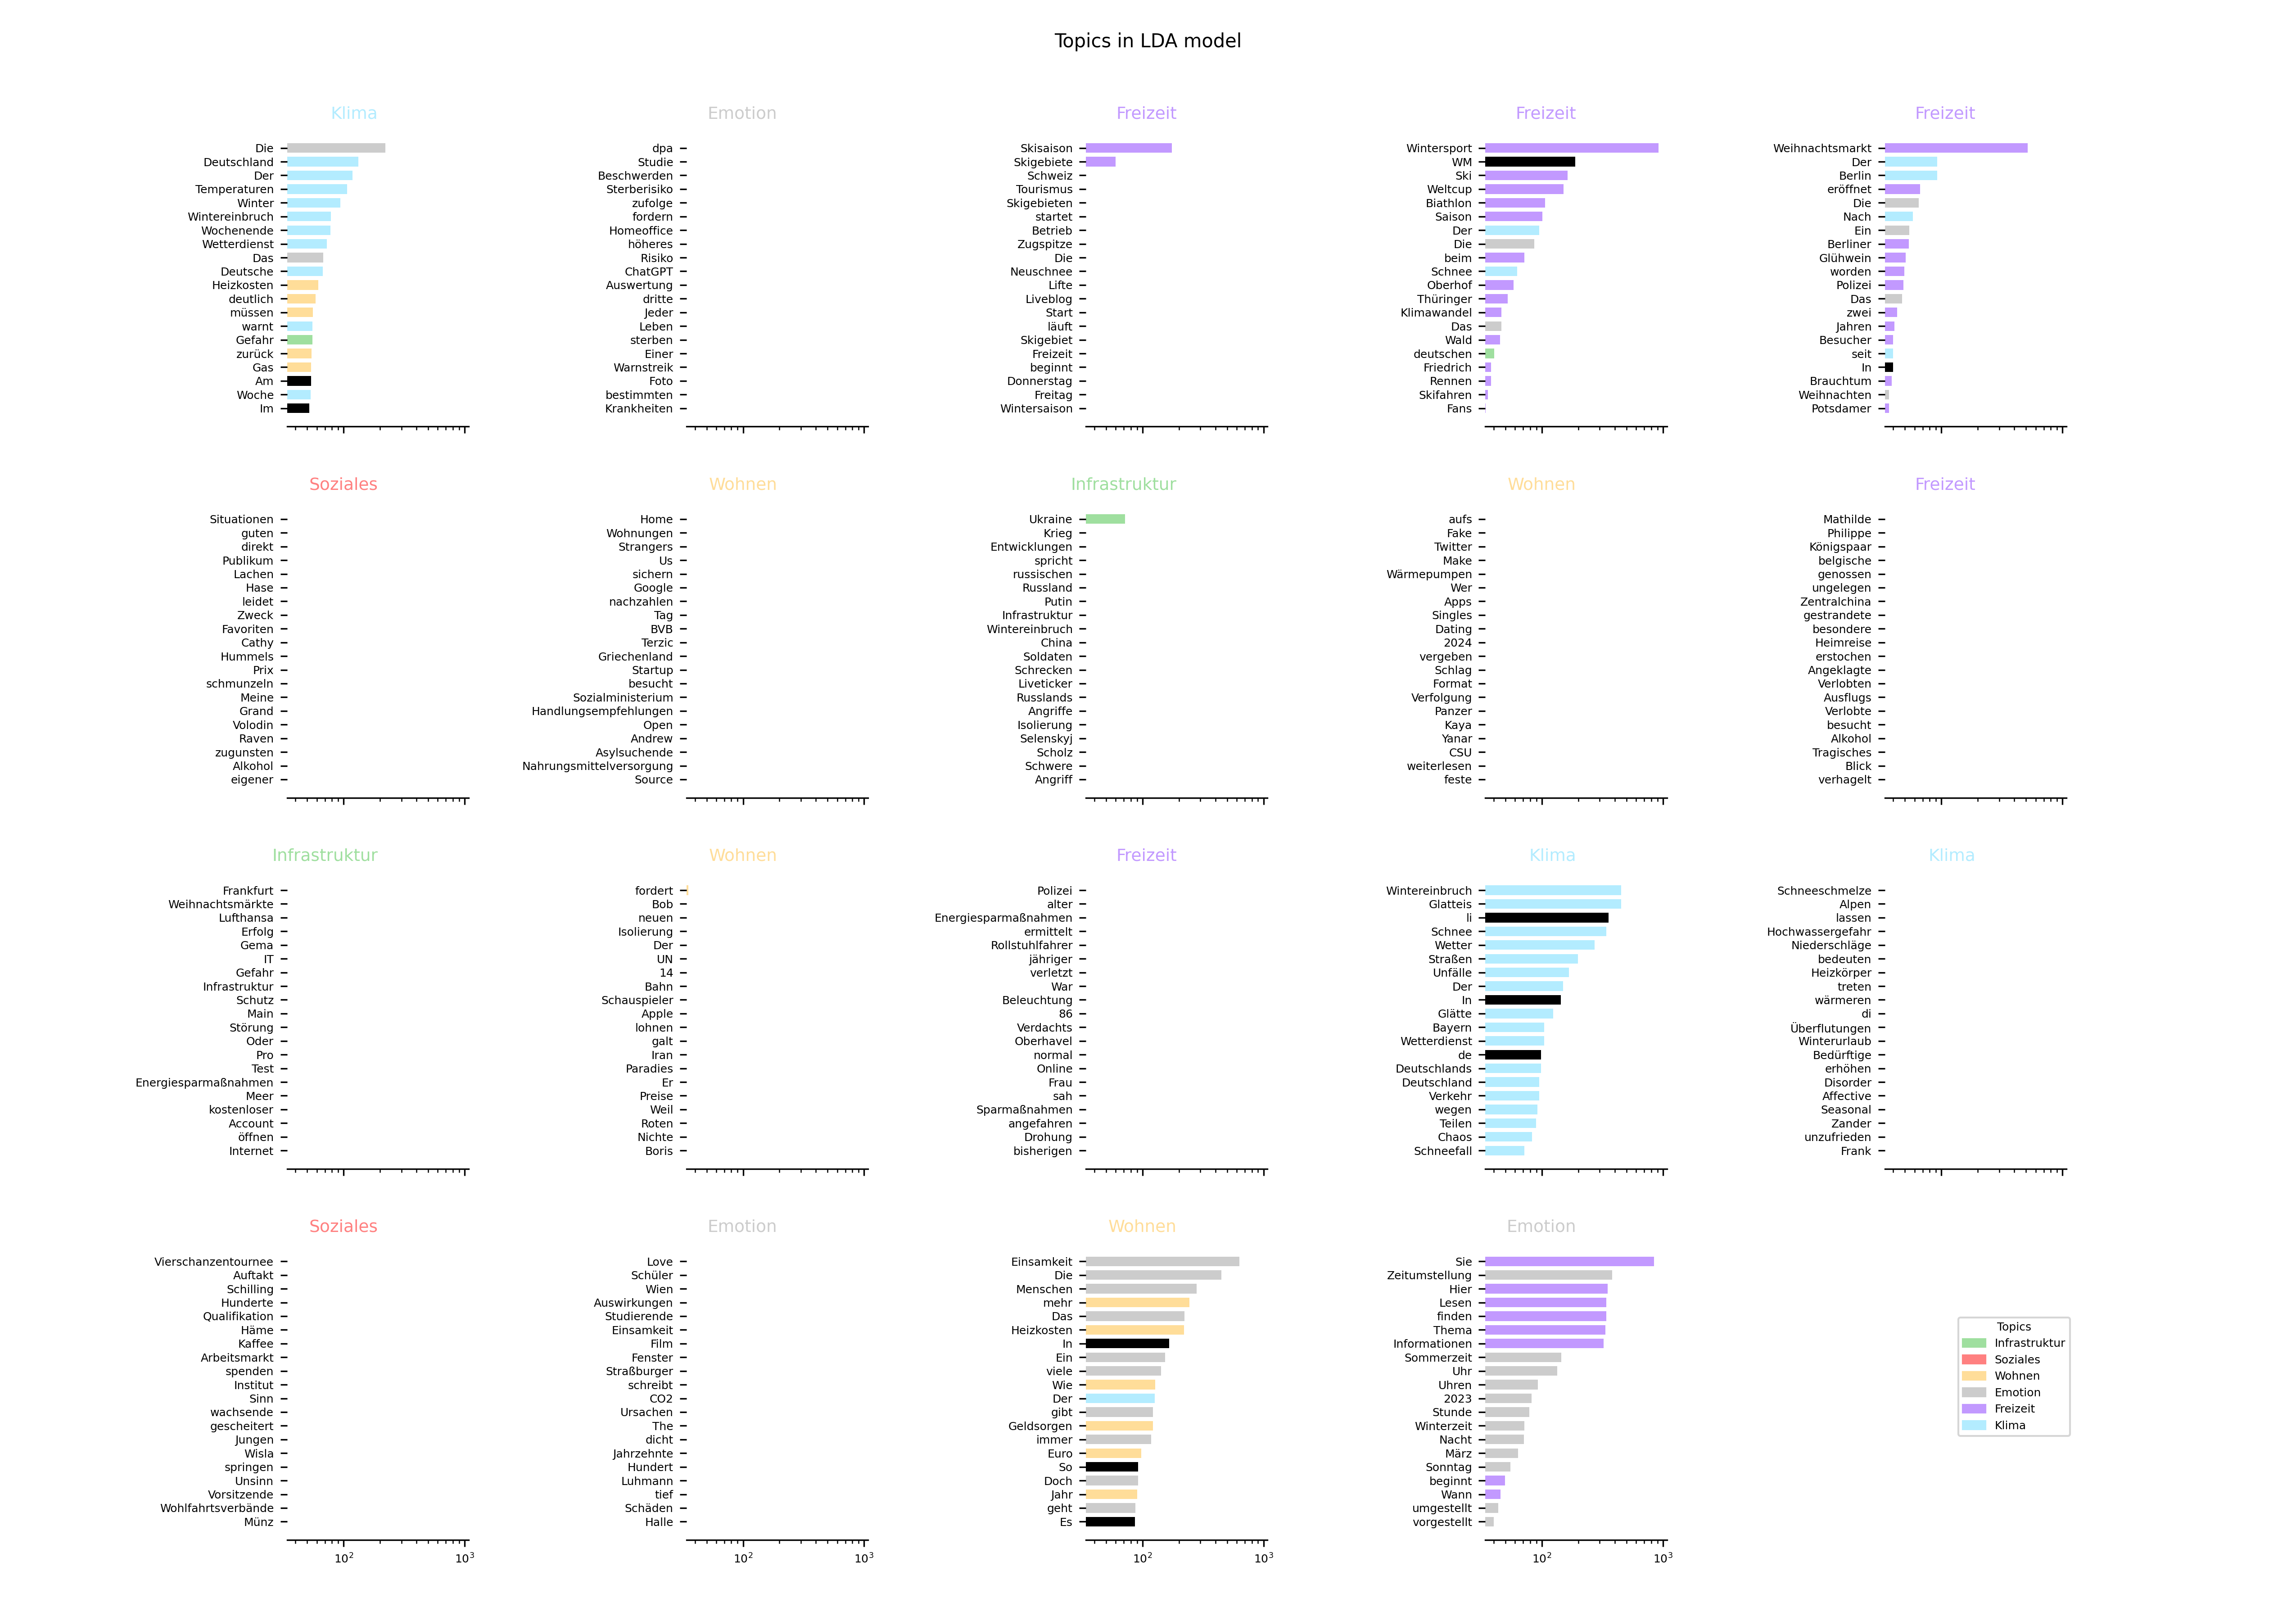 Topics in LDA model
Klima
Die
Deutschland
Der
Temperaturen
Winter
Wintereinbruch
Wochenende
Wetterdienst
Das
Deutsche
Heizkosten
deutlich
müssen
warnt
Gefahr
zurück
Gas
Am
Woche
Im
Emotion
dpa
Studie
Beschwerden
Sterberisiko
zufolge
fordern
Homeoffice
höheres
Risiko
ChatGPT
Auswertung
dritte
Jeder
Leben
sterben
Einer
Warnstreik
Foto
bestimmten
Krankheiten
Freizeit
Skisaison
Skigebiete
Schweiz
Tourismus
Skigebieten
startet
Betrieb
Zugspitze
Die
Neuschnee
Lifte
Liveblog
Start
läuft
Skigebiet
Freizeit
beginnt
Donnerstag
Freitag
Wintersaison
Freizeit
Wintersport
WM
Ski
Weltcup
Biathlon
Saison
Der
Die
beim
Schnee
Oberhof
Thüringer
Klimawandel
Das
Wald
deutschen
Friedrich
Rennen
Skifahren
Fans
Freizeit
Weihnachtsmarkt
Der
Berlin
eröffnet
Die
Nach
Ein
Berliner
Glühwein
worden
Polizei
Das
zwei
Jahren
Besucher
seit
In
Brauchtum
Weihnachten
Potsdamer
Soziales
Situationen
guten
direkt
Publikum
Lachen
Hase
leidet
Zweck
Favoriten
Cathy
Hummels
Prix
schmunzeln
Meine
Grand
Volodin
Raven
zugunsten
Alkohol
eigener
Wohnen
Home
Wohnungen
Strangers
Us
sichern
Google
nachzahlen
Tag
BVB
Terzic
Griechenland
Startup
besucht
Sozialministerium
Handlungsempfehlungen
Open
Andrew
Asylsuchende
Nahrungsmittelversorgung
Source
Infrastruktur
Ukraine
Krieg
Entwicklungen
spricht
russischen
Russland
Putin
Infrastruktur
Wintereinbruch
China
Soldaten
Schrecken
Liveticker
Russlands
Angriffe
Isolierung
Selenskyj
Scholz
Schwere
Angriff
Wohnen
aufs
Fake
Twitter
Make
Wärmepumpen
Wer
Apps
Singles
Dating
2024
vergeben
Schlag
Format
Verfolgung
Panzer
Kaya
Yanar
CSU
weiterlesen
feste
Freizeit
Mathilde
Philippe
Königspaar
belgische
genossen
ungelegen
Zentralchina
gestrandete
besondere
Heimreise
erstochen
Angeklagte
Verlobten
Ausflugs
Verlobte
besucht
Alkohol
Tragisches
Blick
verhagelt
Infrastruktur
Frankfurt
Weihnachtsmärkte
Lufthansa
Erfolg
Gema
IT
Gefahr
Infrastruktur
Schutz
Main
Störung
Oder
Pro
Test
Energiesparmaßnahmen
Meer
kostenloser
Account
öffnen
Internet
Wohnen
fordert
Bob
neuen
Isolierung
Der
UN
14
Bahn
Schauspieler
Apple
lohnen
galt
Iran
Paradies
Er
Preise
Weil
Roten
Nichte
Boris
Freizeit
Polizei
alter
Energiesparmaßnahmen
ermittelt
Rollstuhlfahrer
jähriger
verletzt
War
Beleuchtung
86
Verdachts
Oberhavel
normal
Online
Frau
sah
Sparmaßnahmen
angefahren
Drohung
bisherigen
Klima
Wintereinbruch
Glatteis
li
Schnee
Wetter
Straßen
Unfälle
Der
In
Glätte
Bayern
Wetterdienst
de
Deutschlands
Deutschland
Verkehr
wegen
Teilen
Chaos
Schneefall
Klima
Schneeschmelze
Alpen
lassen
Hochwassergefahr
Niederschläge
bedeuten
Heizkörper
treten
wärmeren
di
Überflutungen
Winterurlaub
Bedürftige
erhöhen
Disorder
Affective
Seasonal
Zander
unzufrieden
Frank
Soziales
Vierschanzentournee
Auftakt
Schilling
Hunderte
Qualifikation
Häme
Kaffee
Arbeitsmarkt
spenden
Institut
Sinn
wachsende
gescheitert
Jungen
Wisla
springen
Unsinn
Vorsitzende
Wohlfahrtsverbände
Münz
10² 10³
Emotion
Love
Schüler
Wien
Auswirkungen
Studierende
Einsamkeit
Film
Fenster
Straßburger
schreibt
CO2
Ursachen
The
dicht
Jahrzehnte
Hundert
Luhmann
tief
Schäden
Halle
10² 10³
Wohnen
Einsamkeit
Die
Menschen
mehr
Das
Heizkosten
In
Ein
viele
Wie
Der
gibt
Geldsorgen
immer
Euro
So
Doch
Jahr
geht
Es
10² 10³
Emotion
Sie
Zeitumstellung
Hier
Lesen
finden
Thema
Informationen
Sommerzeit
Uhr
Uhren
2023
Stunde
Winterzeit
Nacht
März
Sonntag
beginnt
Wann
umgestellt
vorgestellt
10² 10³
Topics
Infrastruktur
Soziales
Wohnen
Emotion
Freizeit
Klima